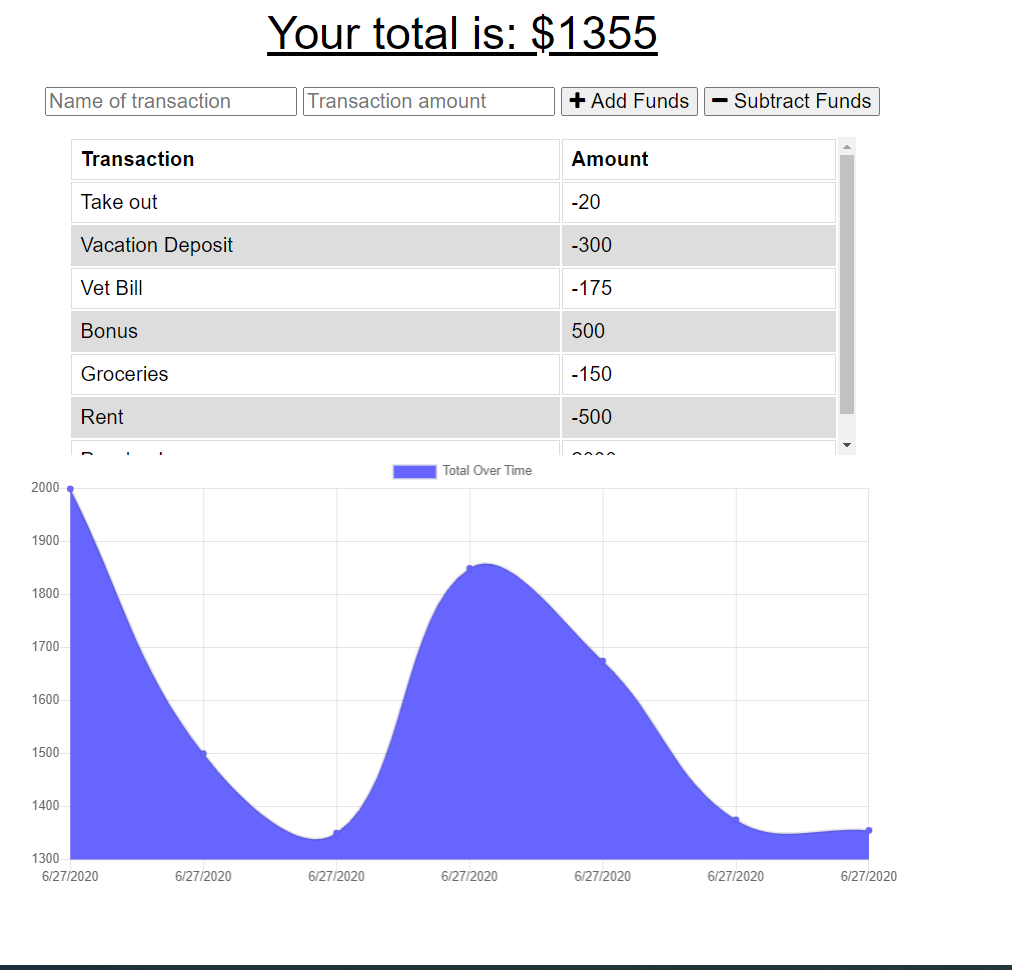 Your total is: $1355
Name of transaction Transaction amount Add Funds Subtract Funds
Transaction Amount
Take out -20
Vacation Deposit -300
Vet Bill -175
Bonus 500
Groceries -150
Rent -500
Total Over Time
2000
1900
1800
1700
1600
1500
1400
1300
6/27/2020 6/27/2020 6/27/2020 6/27/2020 6/27/2020 6/27/2020 6/27/2020